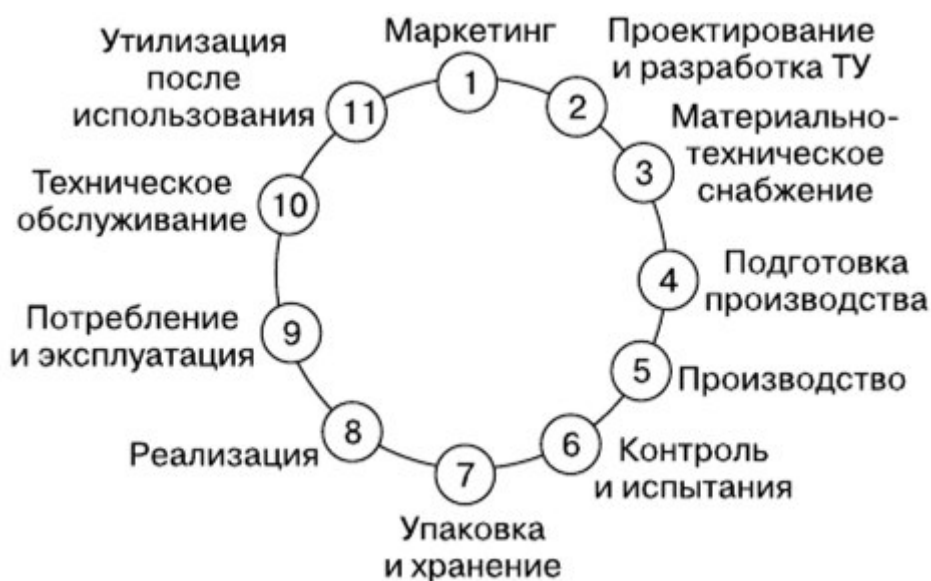 Маркетинг
1
Проектирование
и разработка ТУ
2
Материально-
техническое
снабжение
3
Подготовка
производства
4
Производство
5
Контроль
и испытания
6
Упаковка
и хранение
7
Реализация
8
Потребление
и эксплуатация
9
Техническое
обслуживание
10
Утилизация
после
использования
11